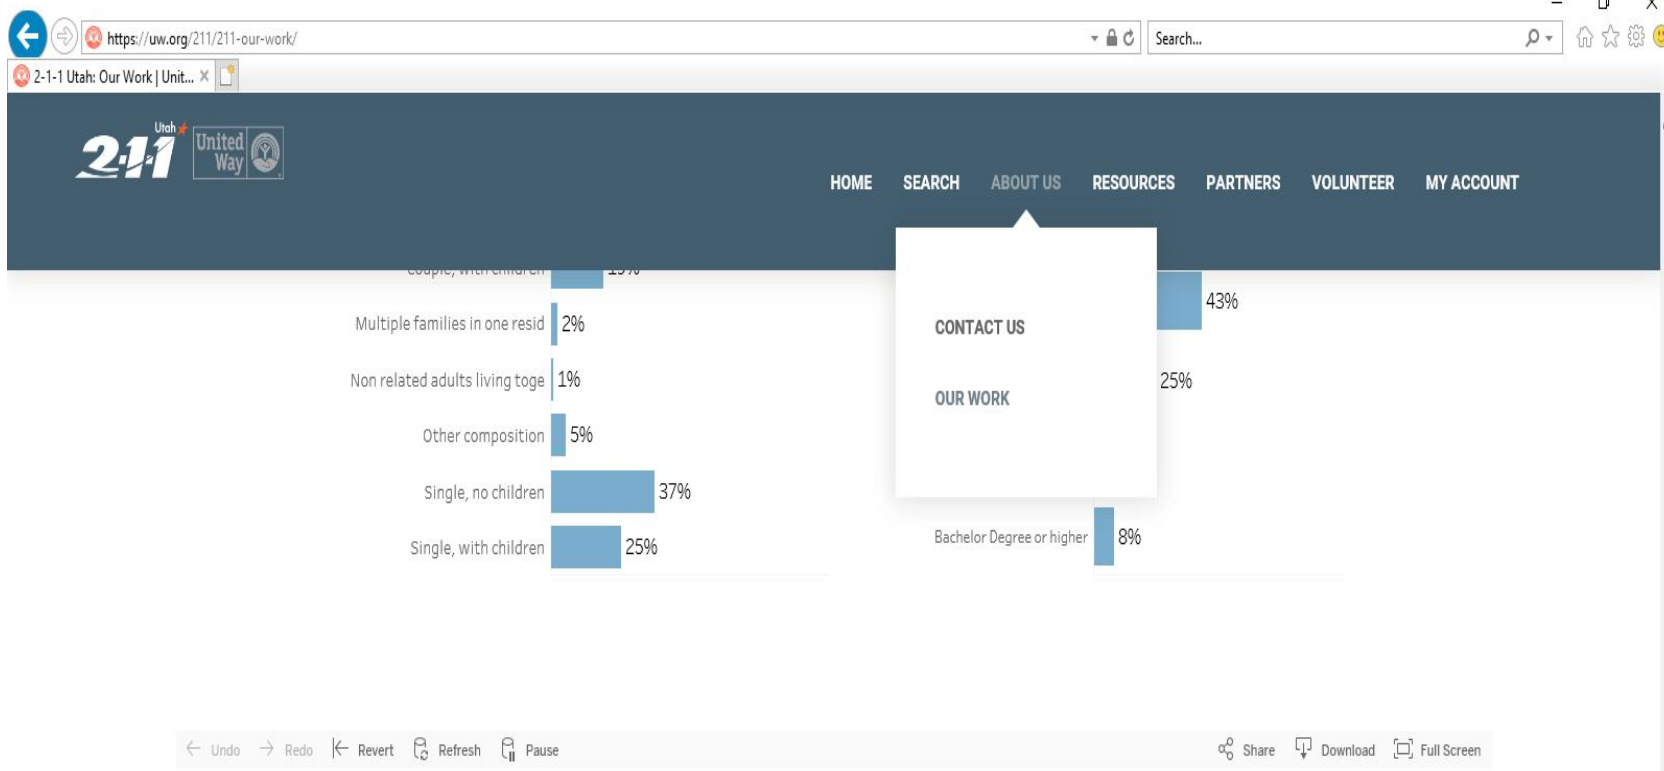 https://uw.org/211/211-our-work/
Search...
2-1-1 Utah: Our Work | Unit...
Utah
2-1-1
United
Way
HOME SEARCH ABOUT US RESOURCES PARTNERS VOLUNTEER MY ACCOUNT
CONTACT US
OUR WORK
Couple, with children
43%
Multiple families in one resid 2%
Non related adults living toge 1%
25%
Other composition 5%
Single, no children 37%
Single, with children 25%
Bachelor Degree or higher 8%
Undo Redo Revert Refresh Pause
Share Download Full Screen